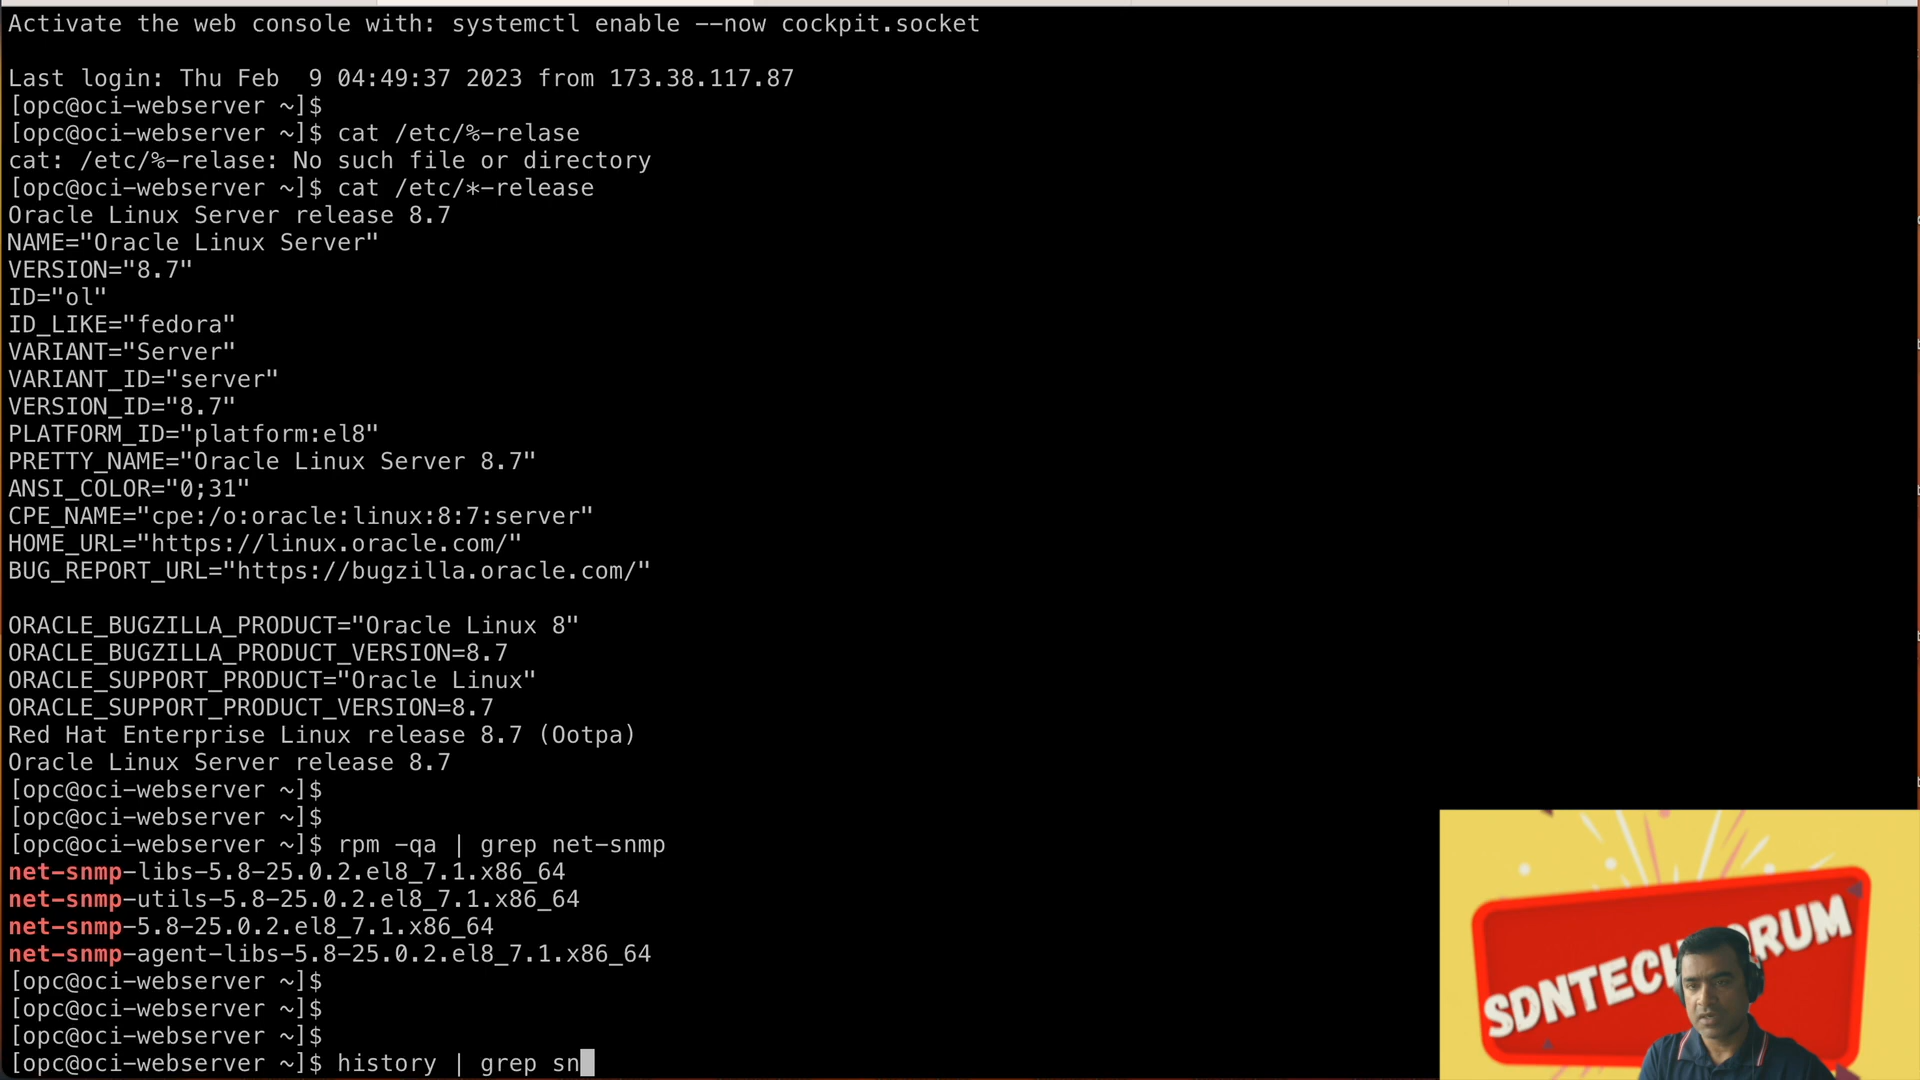 Activate the web console with: systemctl enable --now cockpit.socket
Last login: Thu Feb  9 04:49:37 2023 from 173.38.117.87
[opc@oci-webserver ~]$
[opc@oci-webserver ~]$ cat /etc/%-relase
cat: /etc/%-relase: No such file or directory
[opc@oci-webserver ~]$ cat /etc/*-release
Oracle Linux Server release 8.7
NAME="Oracle Linux Server"
VERSION="8.7"
ID="ol"
ID_LIKE="fedora"
VARIANT="Server"
VARIANT_ID="server"
VERSION_ID="8.7"
PLATFORM_ID="platform:el8"
PRETTY_NAME="Oracle Linux Server 8.7"
ANSI_COLOR="0;31"
CPE_NAME="cpe:/o:oracle:linux:8:7:server"
HOME_URL="https://linux.oracle.com/"
BUG_REPORT_URL="https://bugzilla.oracle.com/"
ORACLE_BUGZILLA_PRODUCT="Oracle Linux 8"
ORACLE_BUGZILLA_PRODUCT_VERSION=8.7
ORACLE_SUPPORT_PRODUCT="Oracle Linux"
ORACLE_SUPPORT_PRODUCT_VERSION=8.7
Red Hat Enterprise Linux release 8.7 (Ootpa)
Oracle Linux Server release 8.7
[opc@oci-webserver ~]$
[opc@oci-webserver ~]$
[opc@oci-webserver ~]$ rpm -qa | grep net-snmp
net-snmp-libs-5.8-25.0.2.el8_7.1.x86_64
net-snmp-utils-5.8-25.0.2.el8_7.1.x86_64
net-snmp-5.8-25.0.2.el8_7.1.x86_64
net-snmp-agent-libs-5.8-25.0.2.el8_7.1.x86_64
[opc@oci-webserver ~]$
[opc@oci-webserver ~]$
[opc@oci-webserver ~]$
[opc@oci-webserver ~]$ history | grep sn